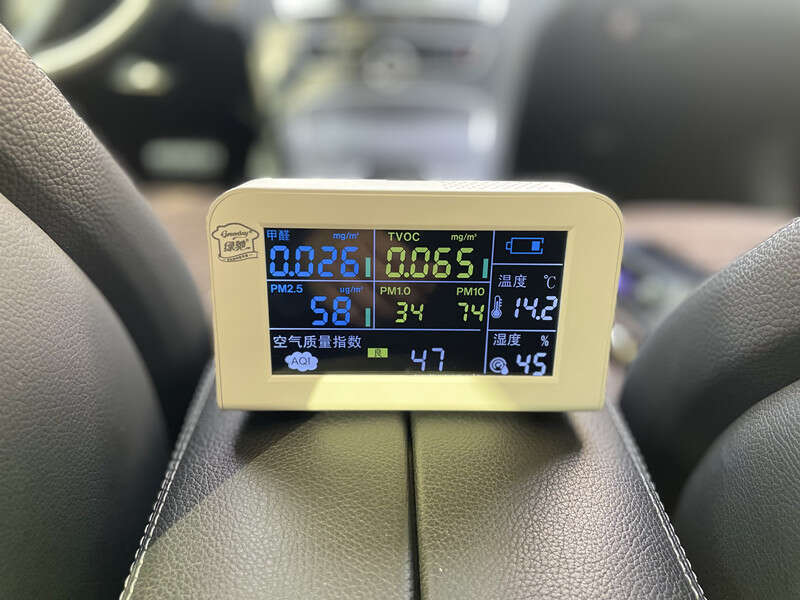 Greenbay®
绿驰®
甲醛 mg/m³
0.026
TVOC mg/m³
0.065
PM2.5 ug/m³
58
PM1.0 PM10
34 74
温度 ℃
14.2
空气质量指数
AQI
良
47
湿度 %
45